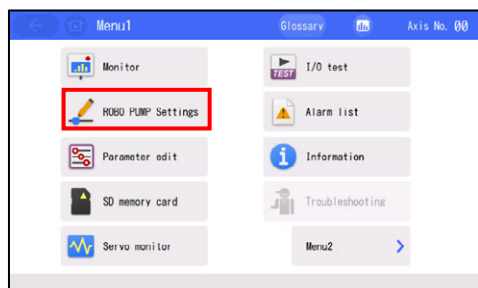 Menu1
Glossary
Axis No. 00
Monitor
TEST
I/O test
ROBO PUMP Settings
Alarm list
Parameter edit
Information
SD memory card
Troubleshooting
Servo monitor
Menu2